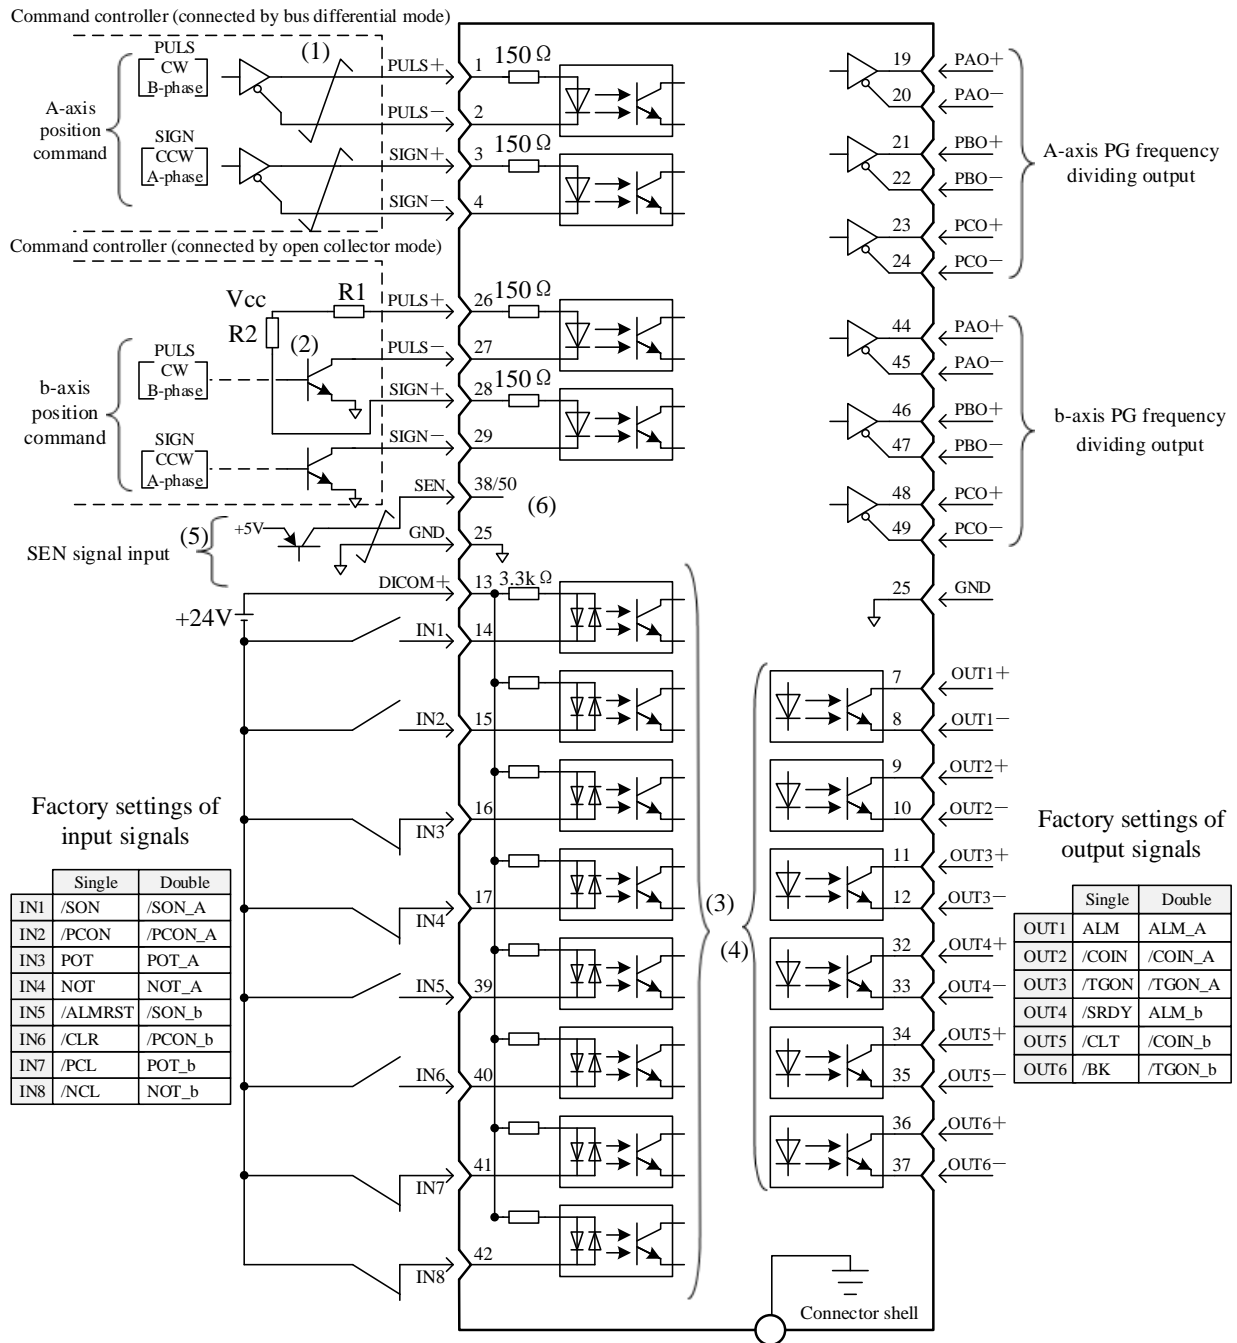 Command controller (connected by bus differential mode)
A-axis
position
command
PULS
CW
B-phase
SIGN
CCW
A-phase
(1)
PULS+ 1 150 Ω
PULS− 2
SIGN+ 3 150 Ω
SIGN− 4
Command controller (connected by open collector mode)
Vcc
R1
R2
(2)
b-axis
position
command
PULS
CW
B-phase
SIGN
CCW
A-phase
PULS+ 26 150 Ω
PULS− 27
SIGN+ 28 150 Ω
SIGN− 29
SEN 38/50
(6)
(5)
+5V
SEN signal input
GND 25
DICOM+ 13 3.3k Ω
+24V
IN1 14
IN2 15
IN3 16
IN4 17
IN5 39
IN6 40
IN7 41
IN8 42
(3)
(4)
Factory settings of
input signals
Single Double
IN1 /SON /SON_A
IN2 /PCON /PCON_A
IN3 POT POT_A
IN4 NOT NOT_A
IN5 /ALMRST /SON_b
IN6 /CLR /PCON_b
IN7 /PCL POT_b
IN8 /NCL NOT_b
19 PAO+
20 PAO−
21 PBO+
22 PBO−
23 PCO+
24 PCO−
A-axis PG frequency
dividing output
44 PAO+
45 PAO−
46 PBO+
47 PBO−
48 PCO+
49 PCO−
b-axis PG frequency
dividing output
25 GND
7 OUT1+
8 OUT1−
9 OUT2+
10 OUT2−
11 OUT3+
12 OUT3−
32 OUT4+
33 OUT4−
34 OUT5+
35 OUT5−
36 OUT6+
37 OUT6−
Factory settings of
output signals
Single Double
OUT1 ALM ALM_A
OUT2 /COIN /COIN_A
OUT3 /TGON /TGON_A
OUT4 /SRDY ALM_b
OUT5 /CLT /COIN_b
OUT6 /BK /TGON_b
Connector shell